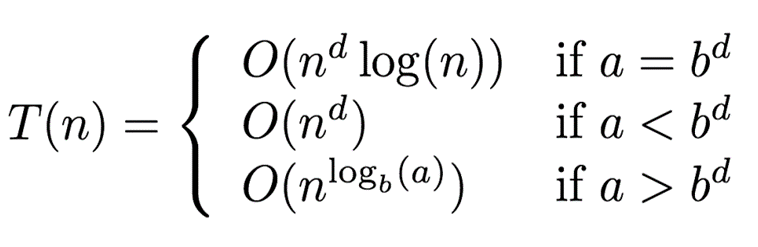 T(n) = { O(n^d log(n)) if a = b^d
O(n^d) if a < b^d
O(n^{log_b(a)}) if a > b^d